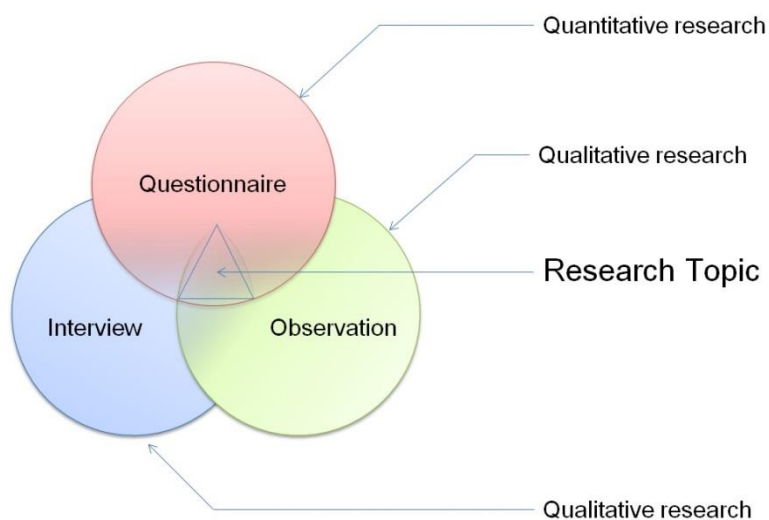 Quantitative research
Qualitative research
Questionnaire
Research Topic
Interview
Observation
Qualitative research